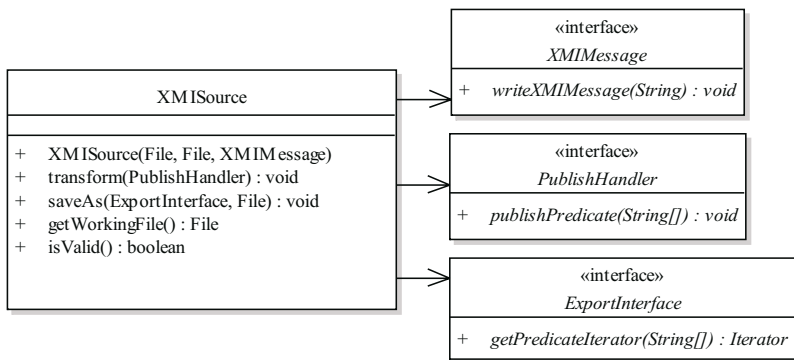 XMISource
+ XMISource(File, File, XMIMessage)
+ transform(PublishHandler) : void
+ saveAs(ExportInterface, File) : void
+ getWorkingFile() : File
+ isValid() : boolean
«interface»
XMIMessage
+ writeXMIMessage(String) : void
«interface»
PublishHandler
+ publishPredicate(String[]) : void
«interface»
ExportInterface
+ getPredicateIterator(String[]) : Iterator